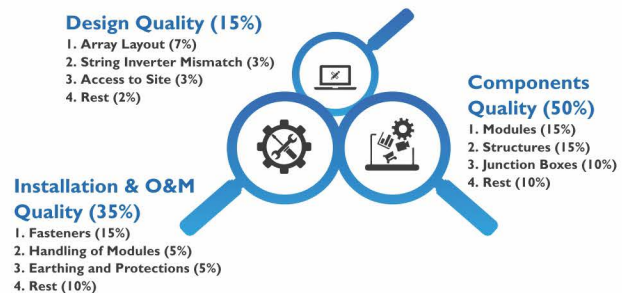 Design Quality (15%)
1. Array Layout (7%)
2. String Inverter Mismatch (3%)
3. Access to Site (3%)
4. Rest (2%)
Components
Quality (50%)
1. Modules (15%)
2. Structures (15%)
3. Junction Boxes (10%)
4. Rest (10%)
Installation & O&M
Quality (35%)
1. Fasteners (15%)
2. Handling of Modules (5%)
3. Earthing and Protections (5%)
4. Rest (10%)